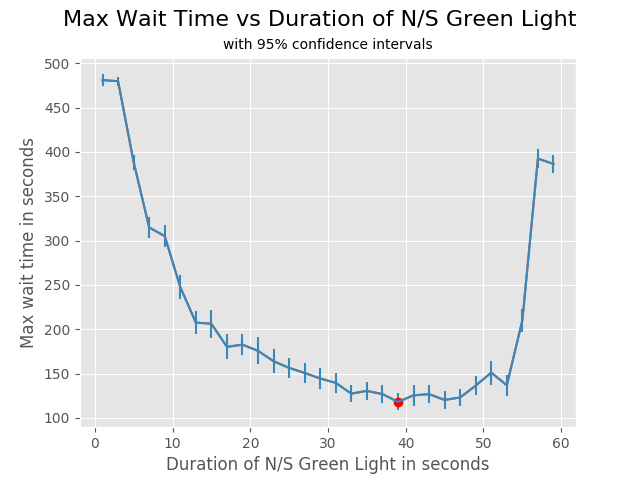 Max Wait Time vs Duration of N/S Green Light
with 95% confidence intervals
500
450
400
350
300
250
200
150
100
Max wait time in seconds
0 10 20 30 40 50 60
Duration of N/S Green Light in seconds